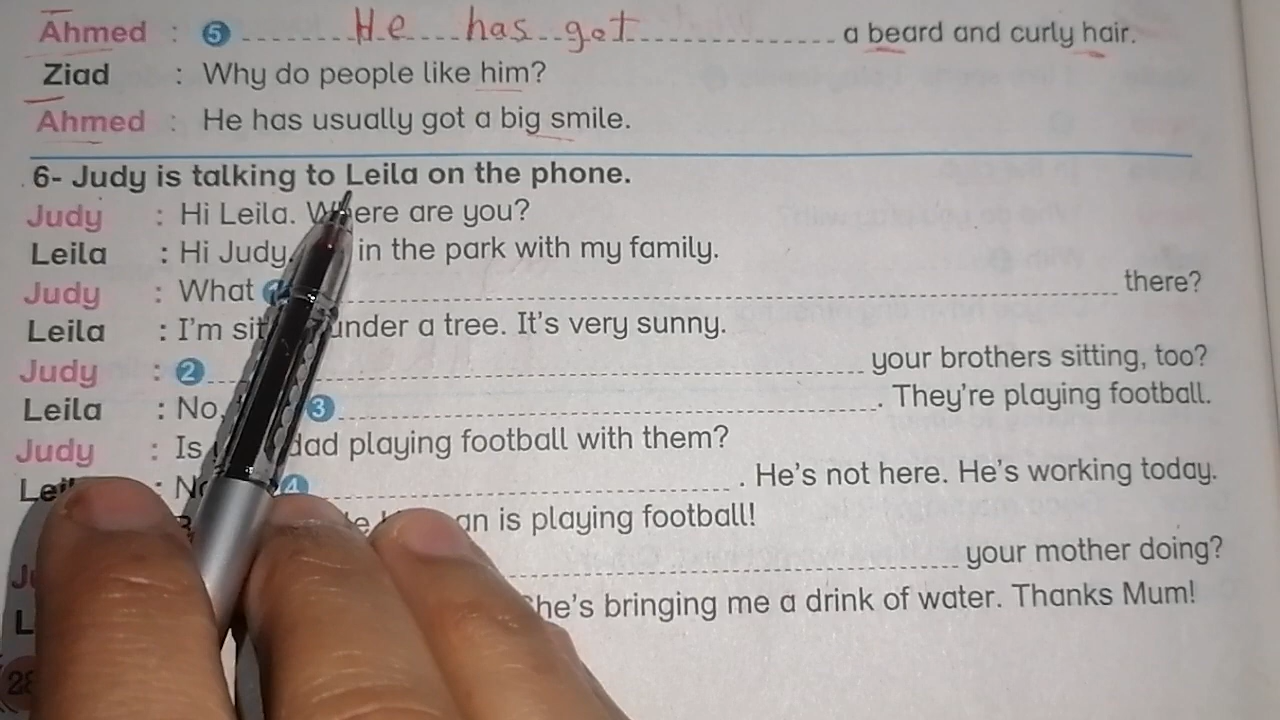 Ahmed : 5 He has got a beard and curly hair.
Ziad : Why do people like him?
Ahmed : He has usually got a big smile.
6- Judy is talking to Leila on the phone.
Judy : Hi Leila. Where are you?
Leila : Hi Judy. in the park with my family.
Judy : What there?
Leila : I'm sit under a tree. It's very sunny.
Judy : 2 your brothers sitting, too?
Leila : No, 3 . They're playing football.
Judy : Is dad playing football with them?
: 4 . He's not here. He's working today.
an is playing football!
your mother doing?
She's bringing me a drink of water. Thanks Mum!
28